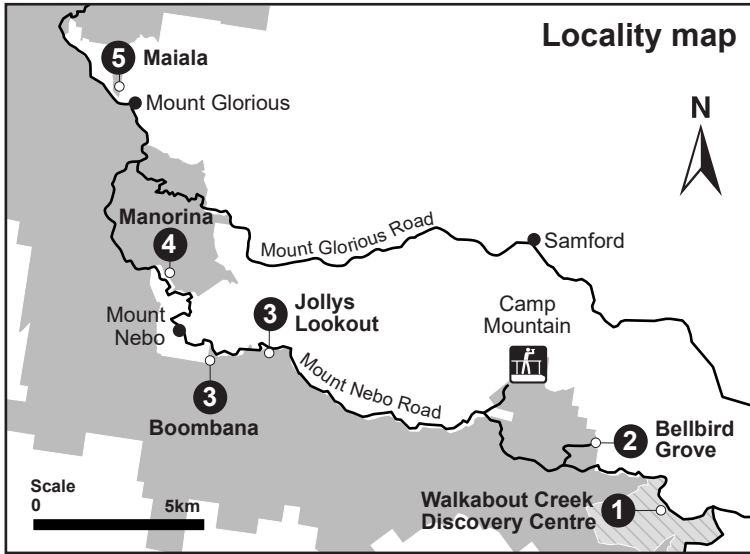 Locality map
5 Maiala
Mount Glorious
N
Manorina
4
Mount Glorious Road
Samford
Mount
Nebo
3 Jollys
Lookout
Camp
Mountain
3
Boombana
Mount Nebo Road
2 Bellbird
Grove
Walkabout Creek
Discovery Centre
1
Scale
0 5km